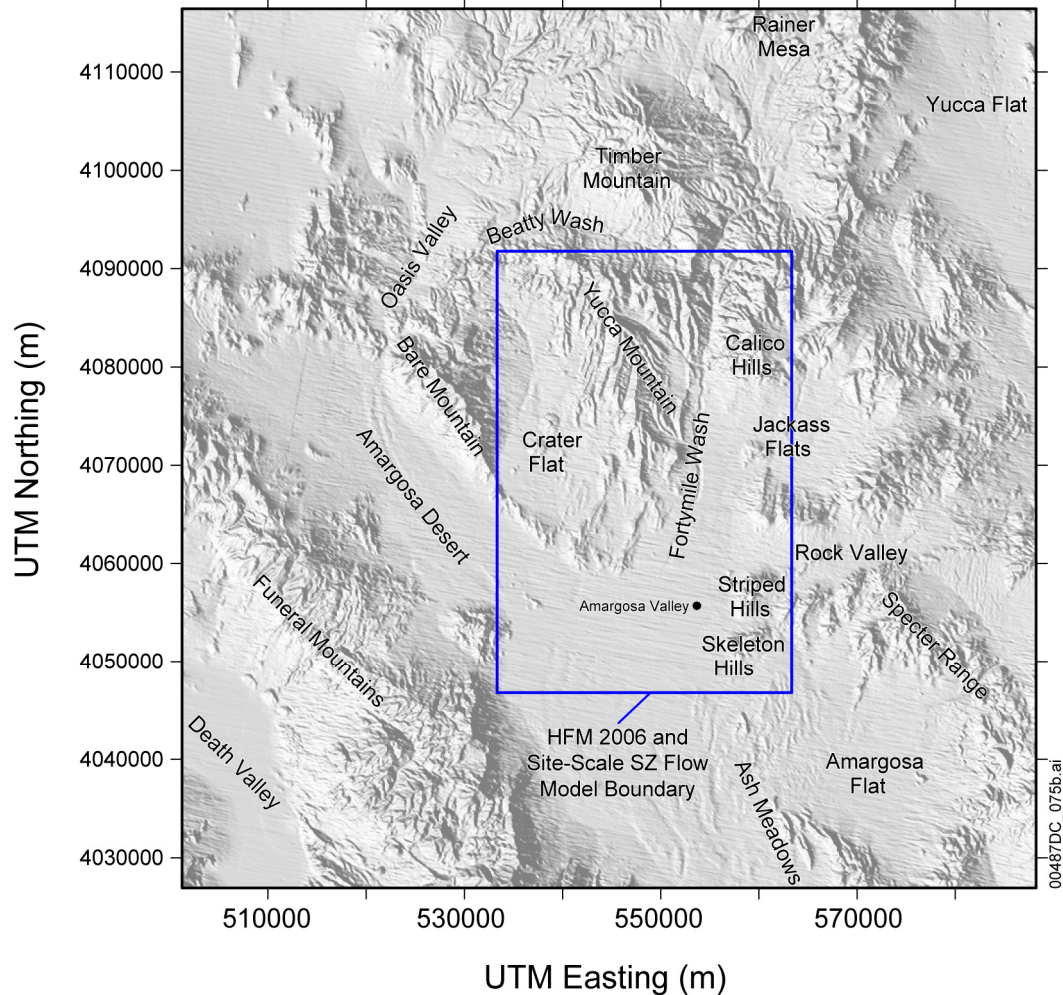 Rainer
Mesa
4110000
Yucca Flat
Timber
Mountain
4100000
Beatty Wash
Oasis Valley
4090000
Yucca Mountain
Calico
Hills
4080000
Bare Mountain
Jackass
Flats
Crater
Flat
4070000
Fortymile Wash
Amargosa Desert
UTM Northing (m)
Rock Valley
4060000
Striped
Hills
Amargosa Valley
Specter Range
Funeral Mountains
Skeleton
Hills
4050000
HFM 2006 and
Site-Scale SZ Flow
Model Boundary
Death Valley
Amargosa
Flat
4040000
Ash Meadows
4030000
00487DC_075b.ai
510000
530000
550000
570000
UTM Easting (m)